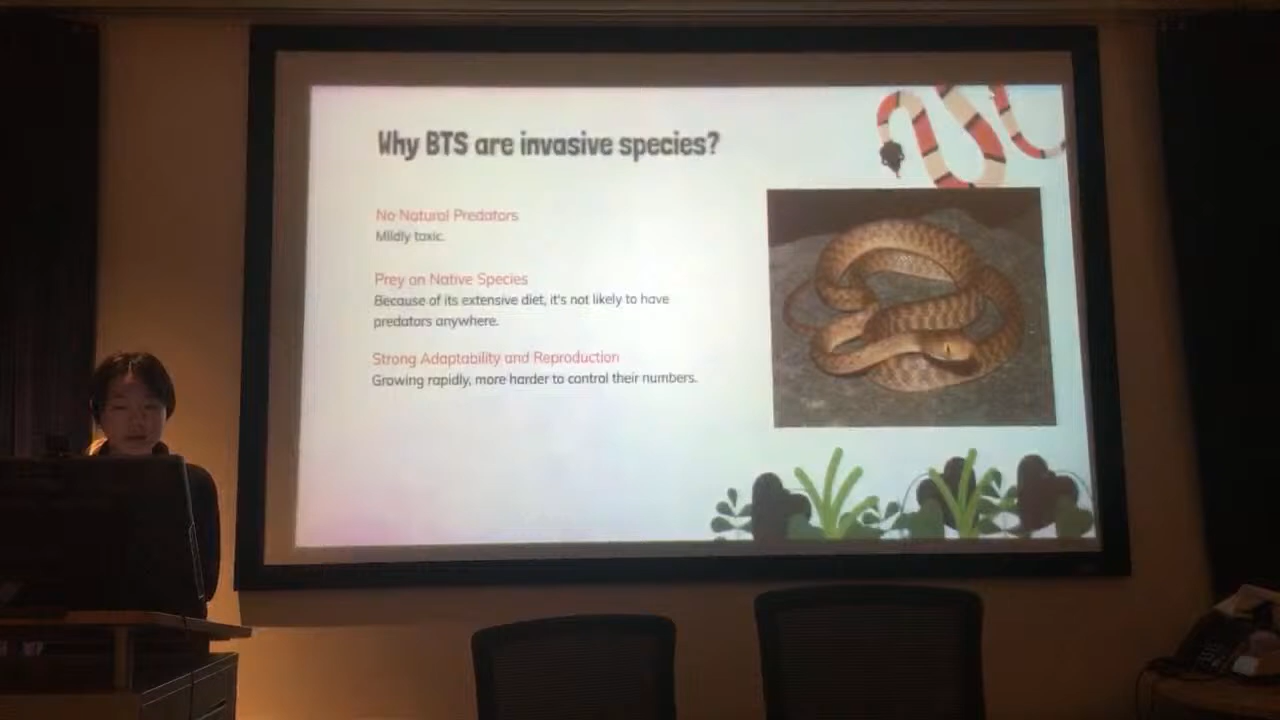 Why BTS are invasive species?
No Natural Predators
Mildly toxic.
Prey on Native Species
Because of its extensive diet, it's not likely to have
predators anywhere.
Strong Adaptability and Reproduction
Growing rapidly, more harder to control their numbers.